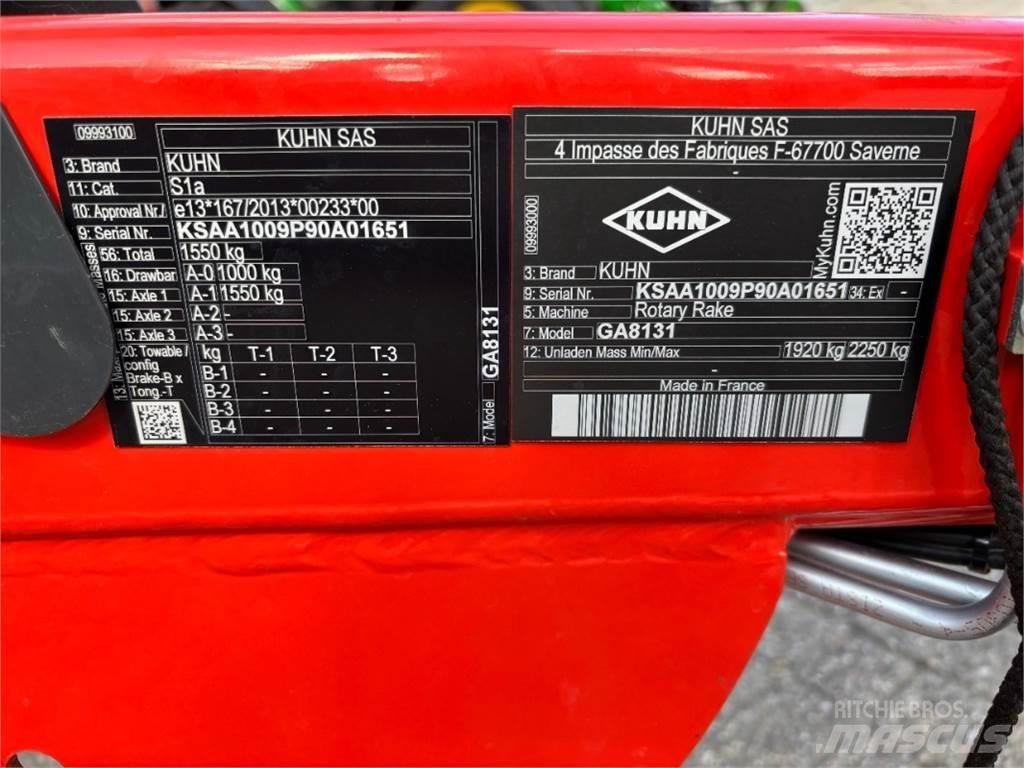 09993100
KUHN SAS
3: Brand KUHN
11: Cat. S1a
10: Approval Nr./ e13*167/2013*00233*00
9: Serial Nr. KSAA1009P90A01651
56: Total 1550 kg
16: Drawbar A-0 1000 kg
15: Axle 1 A-1 1550 kg
15: Axle 2 A-2 -
15: Axle 3 A-3 -
Masses
20: Towable / kg T-1 T-2 T-3
config B-1 - - -
Brake-B x B-2 - - -
Tong.-T B-3 - - -
B-4 - - -
7: Model GA8131
KUHN SAS
4 Impasse des Fabriques F-67700 Saverne
-
09993000
KUHN
MyKuhn.com
3: Brand KUHN
9: Serial Nr. KSAA1009P90A01651 34: Ex -
5: Machine Rotary Rake
7: Model GA8131
12: Unladen Mass Min/Max 1920 kg 2250 kg
-
Made in France
RITCHIE BROS.
MASCUS